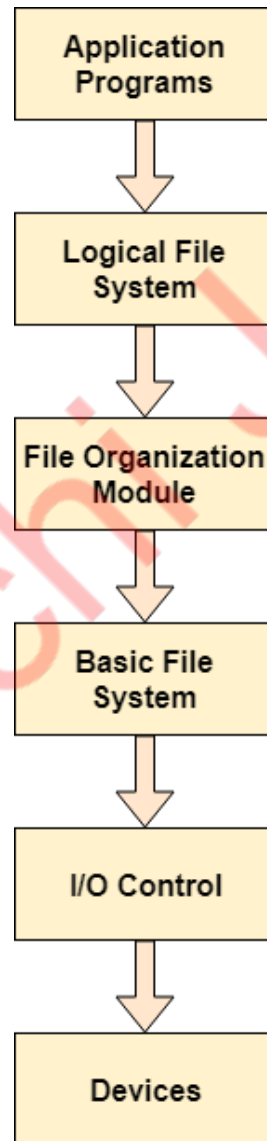 Application
Programs
Logical File
System
File Organization
Module
Basic File
System
I/O Control
Devices